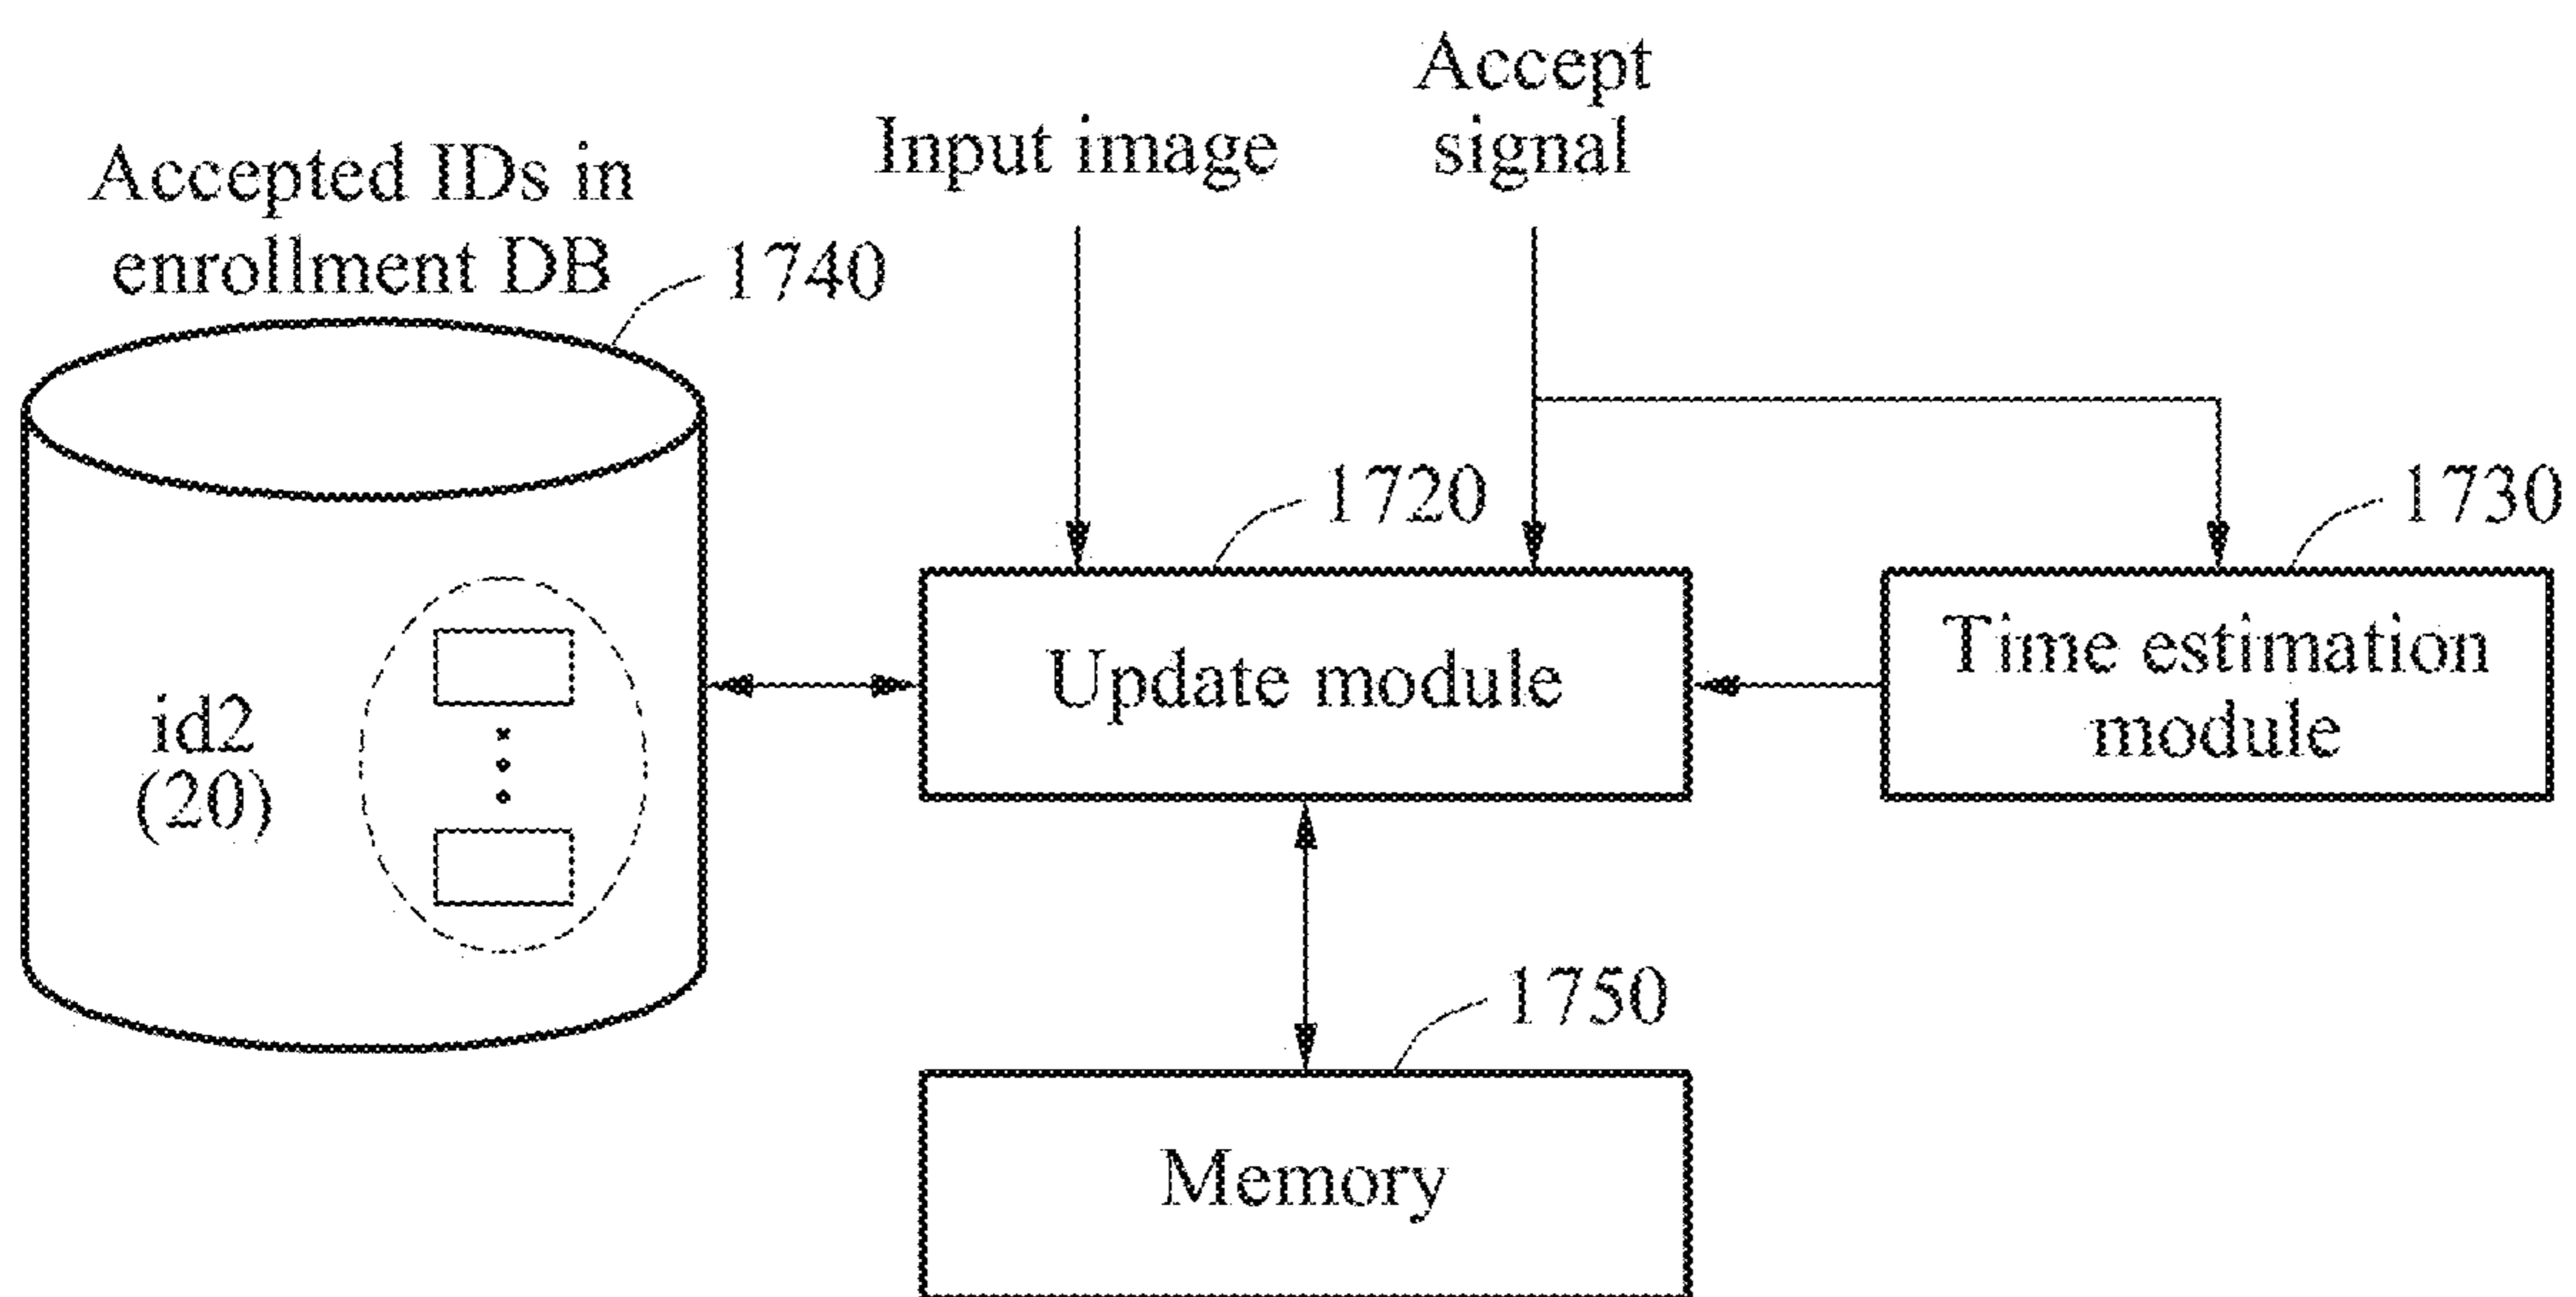 Accept
signal
Input image
Accepted IDs in
enrollment DB
1740
1720
1730
Update module
Time estimation
module
id2
(20)
1750
Memory